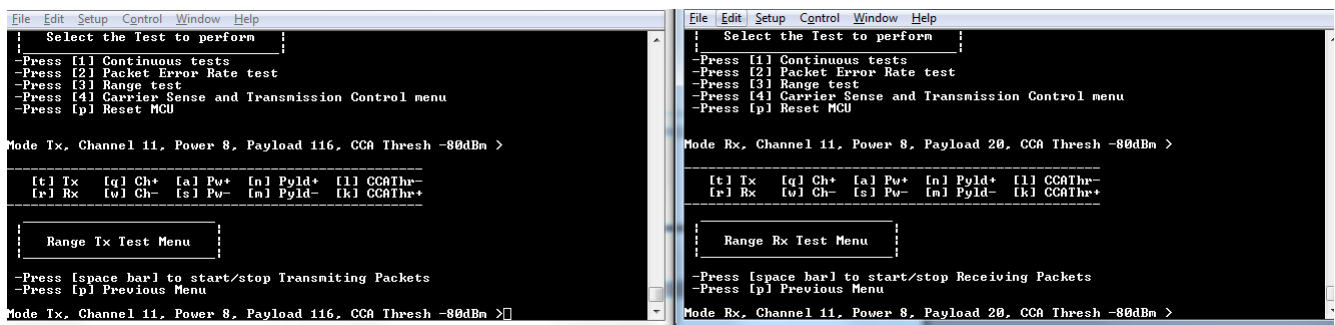 File Edit Setup Control Window Help
Select the Test to perform
-Press [1] Continuous tests
-Press [2] Packet Error Rate test
-Press [3] Range test
-Press [4] Carrier Sense and Transmission Control menu
-Press [p] Reset MCU
Mode Tx, Channel 11, Power 8, Payload 116, CCA Thresh -80dBm >
[t] Tx [q] Ch+ [a] Pw+ [n] Pyld+ [l] CCAThr-
[r] Rx [w] Ch- [s] Pw- [m] Pyld- [k] CCAThr+
Range Tx Test Menu
-Press [space bar] to start/stop Transmiting Packets
-Press [p] Previous Menu
Mode Tx, Channel 11, Power 8, Payload 116, CCA Thresh -80dBm >
File Edit Setup Control Window Help
Select the Test to perform
-Press [1] Continuous tests
-Press [2] Packet Error Rate test
-Press [3] Range test
-Press [4] Carrier Sense and Transmission Control menu
-Press [p] Reset MCU
Mode Rx, Channel 11, Power 8, Payload 20, CCA Thresh -80dBm >
[t] Tx [q] Ch+ [a] Pw+ [n] Pyld+ [l] CCAThr-
[r] Rx [w] Ch- [s] Pw- [m] Pyld- [k] CCAThr+
Range Rx Test Menu
-Press [space bar] to start/stop Receiving Packets
-Press [p] Previous Menu
Mode Rx, Channel 11, Power 8, Payload 20, CCA Thresh -80dBm >